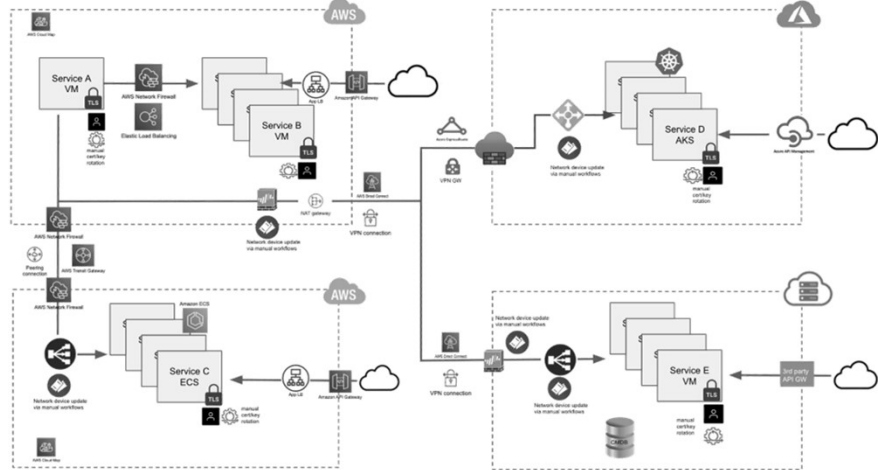 AWS
AWS Cloud Map
Service A
VM
TLS
manual
cert/key
rotation
AWS Network Firewall
Elastic Load Balancing
Service B
VM
TLS
App LB
Amazon API Gateway
Network device update
via manual workflows
NAT gateway
AWS Direct Connect
VPN connection
AWS Network Firewall
Peering
connection
AWS Transit Gateway
AWS Network Firewall
VPN GW
Network device update
via manual workflows
Service D
AKS
TLS
manual
cert/key
rotation
Azure API Management
AWS
Amazon ECS
Service C
ECS
TLS
manual
cert/key
rotation
Network device update
via manual workflows
App LB
Amazon API Gateway
AWS Cloud Map
AWS Direct Connect
VPN connection
Network device update
via manual workflows
Network device update
via manual workflows
Service E
VM
TLS
manual
cert/key
rotation
CMDB
3rd party
API GW